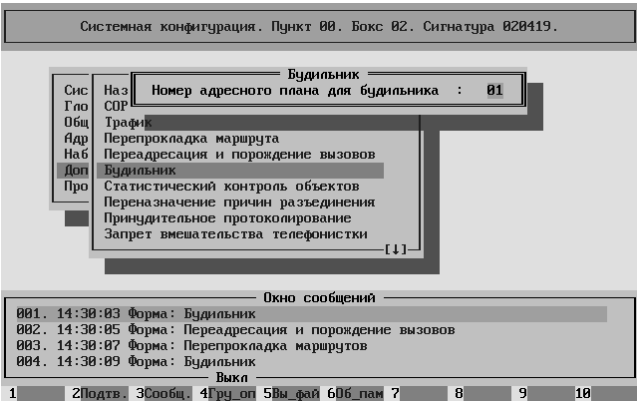 Системная конфигурация. Пункт 00. Бокс 02. Сигнатура 020419.
Будильник
Номер адресного плана для будильника : 01
Сис
Гло
Общ
Адр
Наб
Доп
Про
Наз
СОР
Трафик
Перепрокладка маршрута
Переадресация и порождение вызовов
Будильник
Статистический контроль объектов
Переназначение причин разъединения
Принудительное протоколирование
Запрет вмешательства телефонистки
[↓]
Окно сообщений
001. 14:30:03 Форма: Будильник
002. 14:30:05 Форма: Переадресация и порождение вызовов
003. 14:30:07 Форма: Перепрокладка маршрутов
004. 14:30:09 Форма: Будильник
Выкл
1 2Подтв. 3Сообщ. 4Гру_оп 5Вы_фай 6Об_пам 7 8 9 10